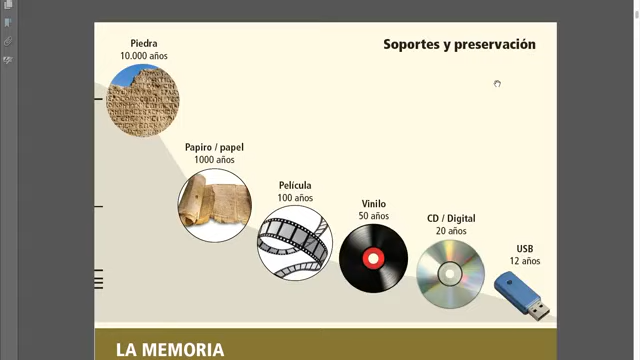 Soportes y preservación
Piedra
10.000 años
Papiro / papel
1000 años
Película
100 años
Vinilo
50 años
CD / Digital
20 años
USB
12 años
LA MEMORIA